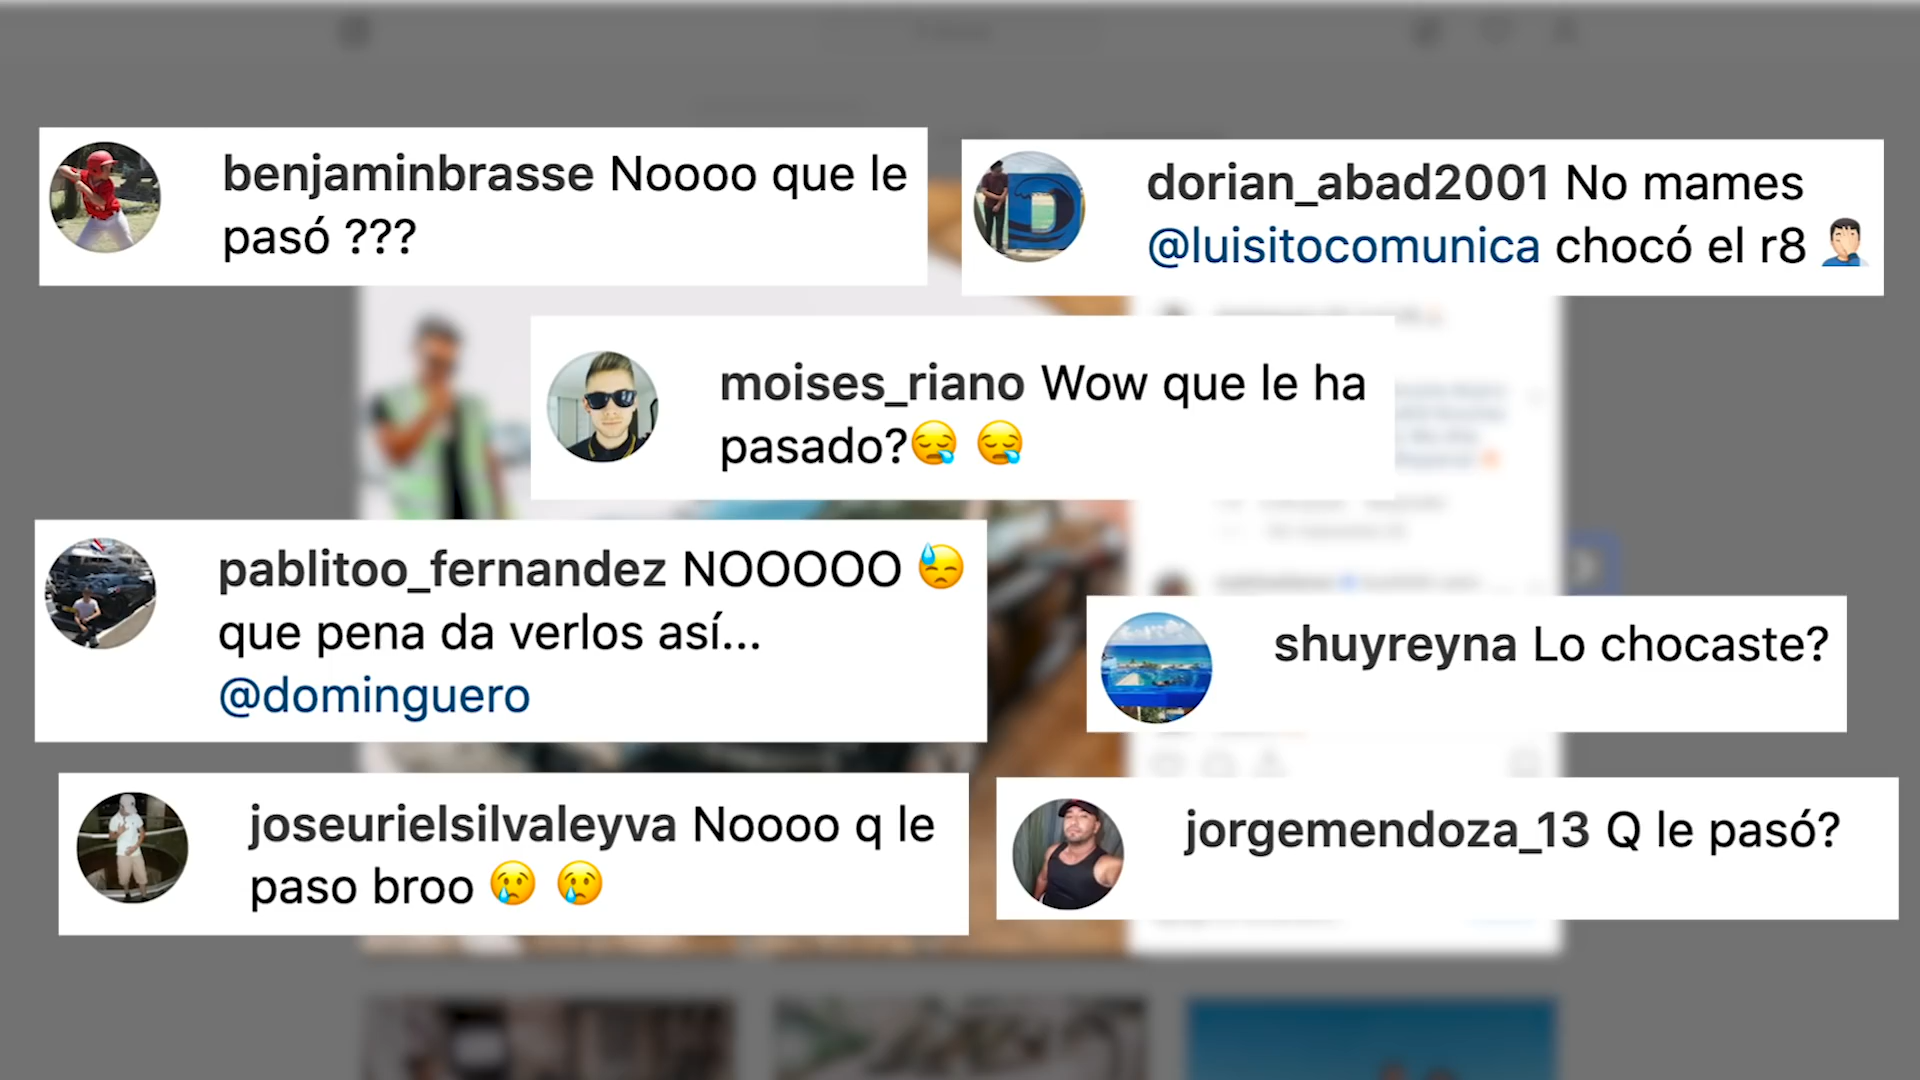 benjaminbrasse Noooo que le
pasó ???
dorian_abad2001 No mames
@luisitocomunica chocó el r8 🤦🏻‍♂️
moises_riano Wow que le ha
pasado?😪 😪
pablitoo_fernandez NOOOOO 😓
que pena da verlos así...
@dominguero
shuyreyna Lo chocaste?
joseurielsilvaleyva Noooo q le
paso broo 😢 😢
jorgemendoza_13 Q le pasó?